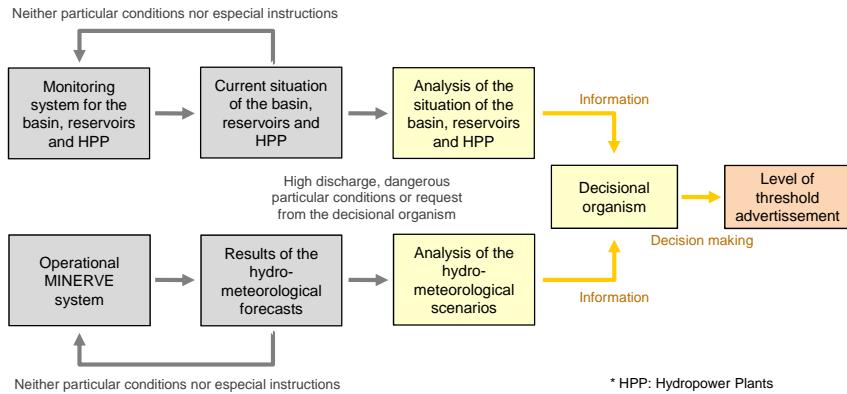 Neither particular conditions nor especial instructions
Monitoring
system for the
basin, reservoirs
and HPP
Current situation
of the basin,
reservoirs and
HPP
Analysis of the
situation of the
basin, reservoirs
and HPP
Information
High discharge, dangerous
particular conditions or request
from the decisional organism
Decisional
organism
Level of
threshold
advertisement
Decision making
Operational
MINERVE
system
Results of the
hydro-
meteorological
forecasts
Analysis of the
hydro-
meteorological
scenarios
Information
Neither particular conditions nor especial instructions
* HPP: Hydropower Plants